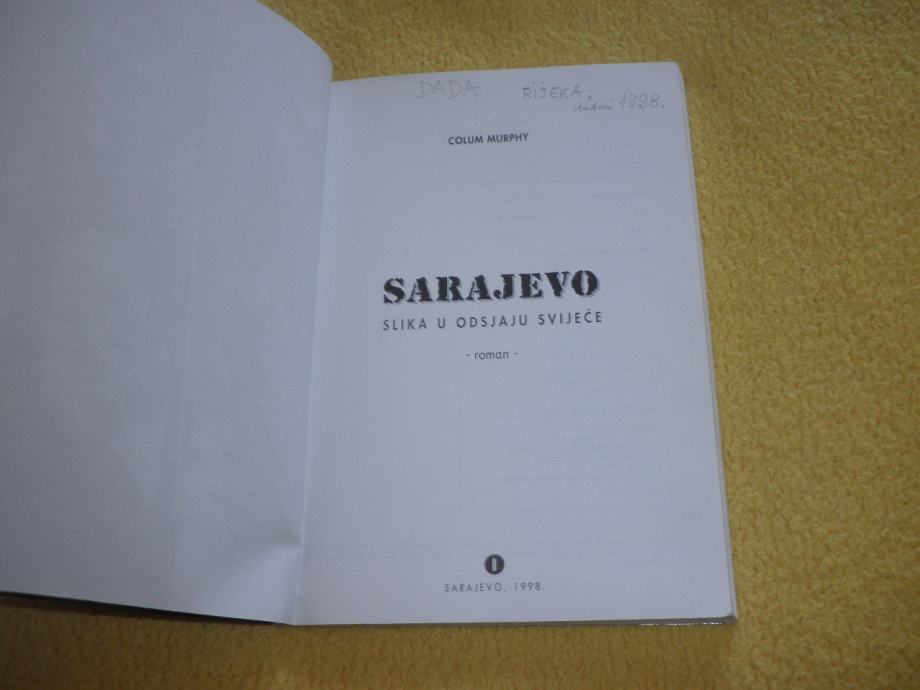 DADA RIJEKA,
studeni 1998.
COLUM MURPHY
SARAJEVO
SLIKA U ODSJAJU SVIJEĆE
- roman -
SARAJEVO, 1998.